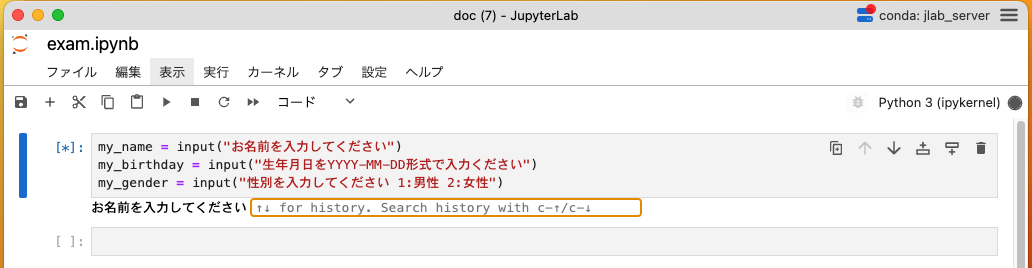 doc (7) - JupyterLab
conda: jlab_server
exam.ipynb
ファイル 編集 表示 実行 カーネル タブ 設定 ヘルプ
コード
Python 3 (ipykernel)
[*]:
my_name = input("お名前を入力してください")
my_birthday = input("生年月日をYYYY-MM-DD形式で入力ください")
my_gender = input("性別を入力してください 1:男性 2:女性")
お名前を入力してください ↑↓ for history. Search history with c-↑/c-↓
[ ]: